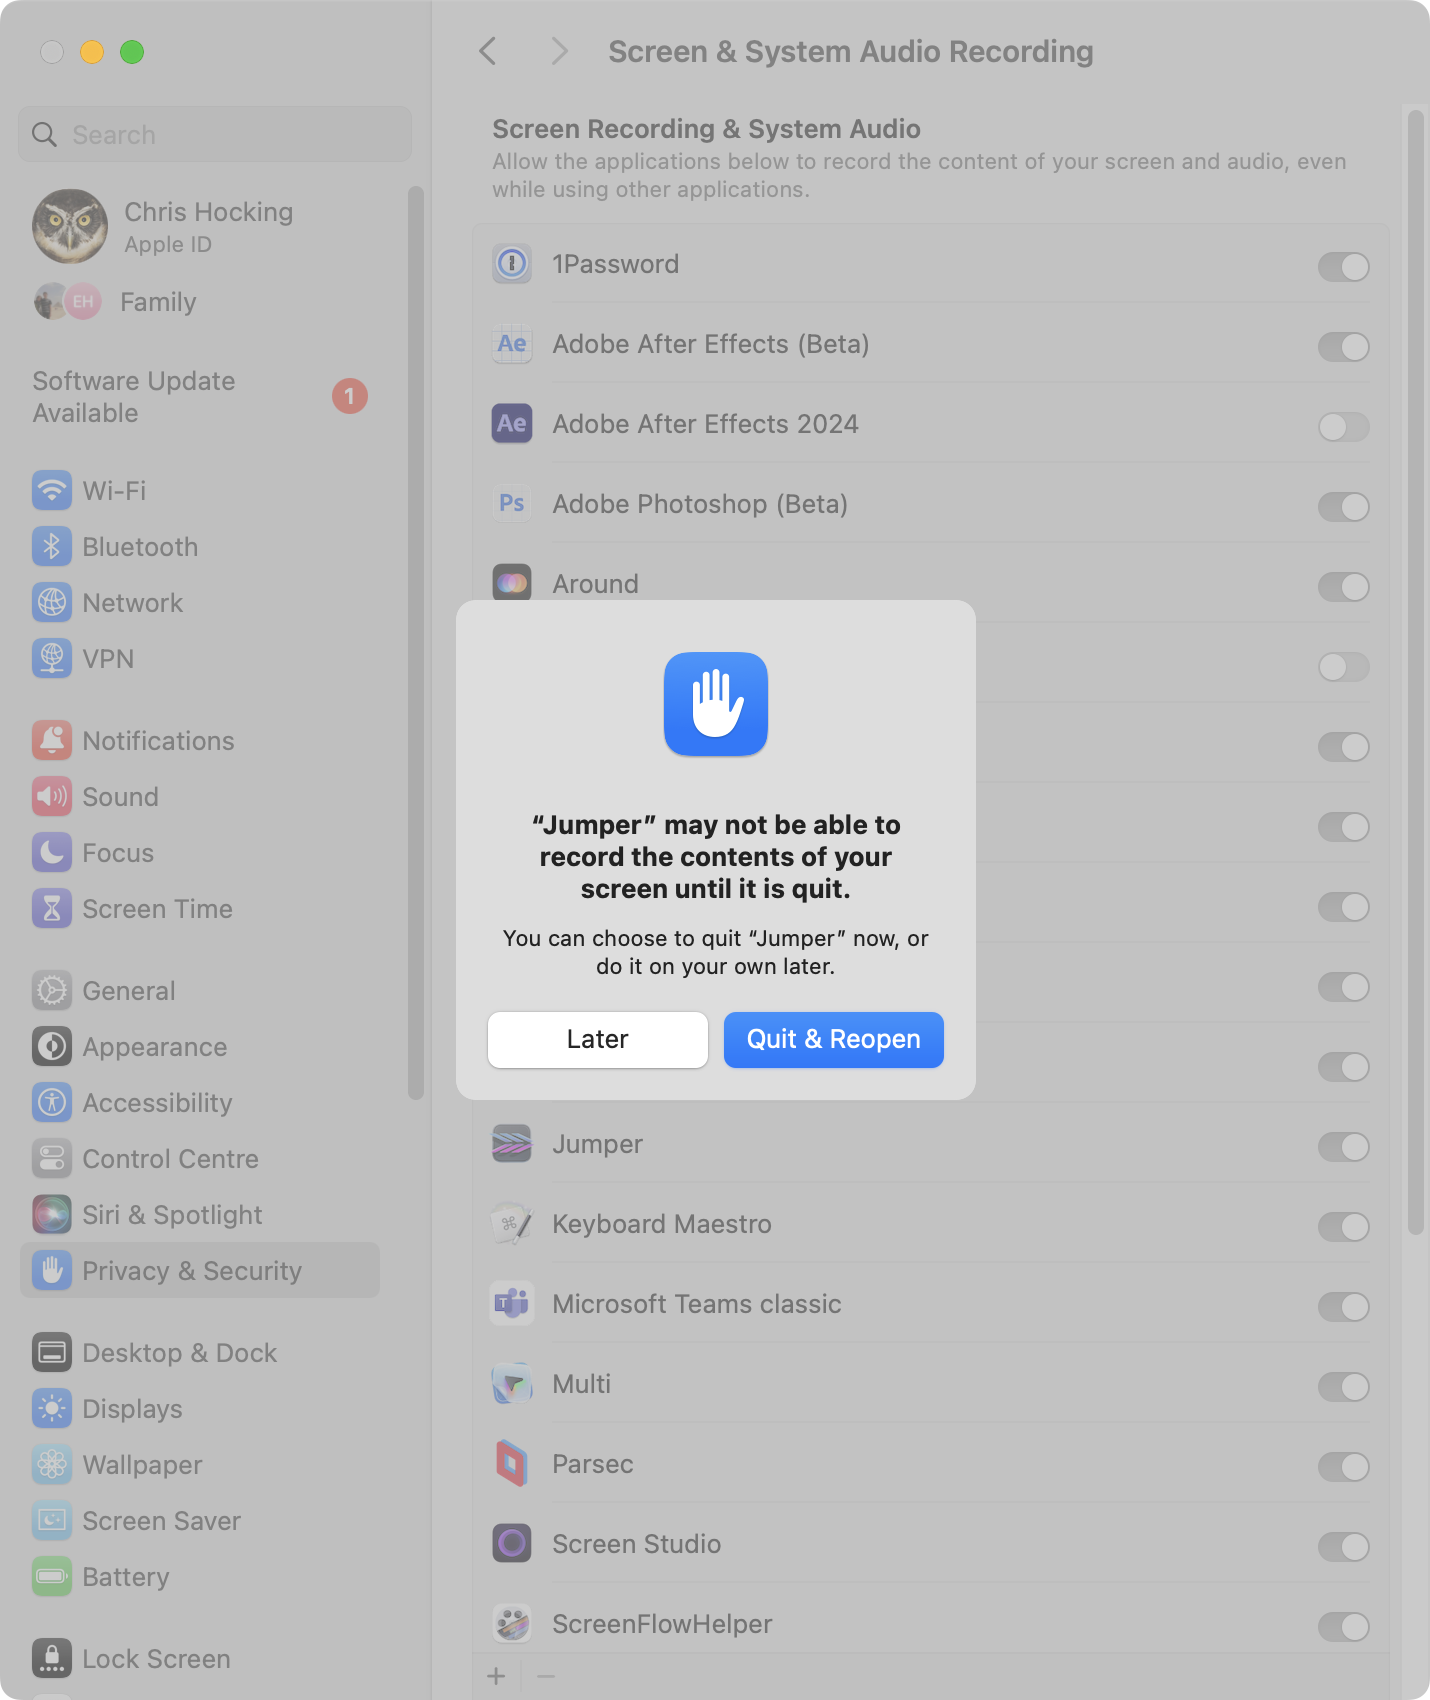 Screen & System Audio Recording
Search
Chris Hocking
Apple ID
EH
Family
Software Update
Available
1
Wi-Fi
Bluetooth
Network
VPN
Notifications
Sound
Focus
Screen Time
General
Appearance
Accessibility
Control Centre
Siri & Spotlight
Privacy & Security
Desktop & Dock
Displays
Wallpaper
Screen Saver
Battery
Lock Screen
Screen Recording & System Audio
Allow the applications below to record the content of your screen and audio, even
while using other applications.
1Password
Ae
Adobe After Effects (Beta)
Ae
Adobe After Effects 2024
Ps
Adobe Photoshop (Beta)
Around
“Jumper” may not be able to
record the contents of your
screen until it is quit.
You can choose to quit “Jumper” now, or
do it on your own later.
Later
Quit & Reopen
Jumper
Keyboard Maestro
T
Microsoft Teams classic
Multi
Parsec
Screen Studio
ScreenFlowHelper